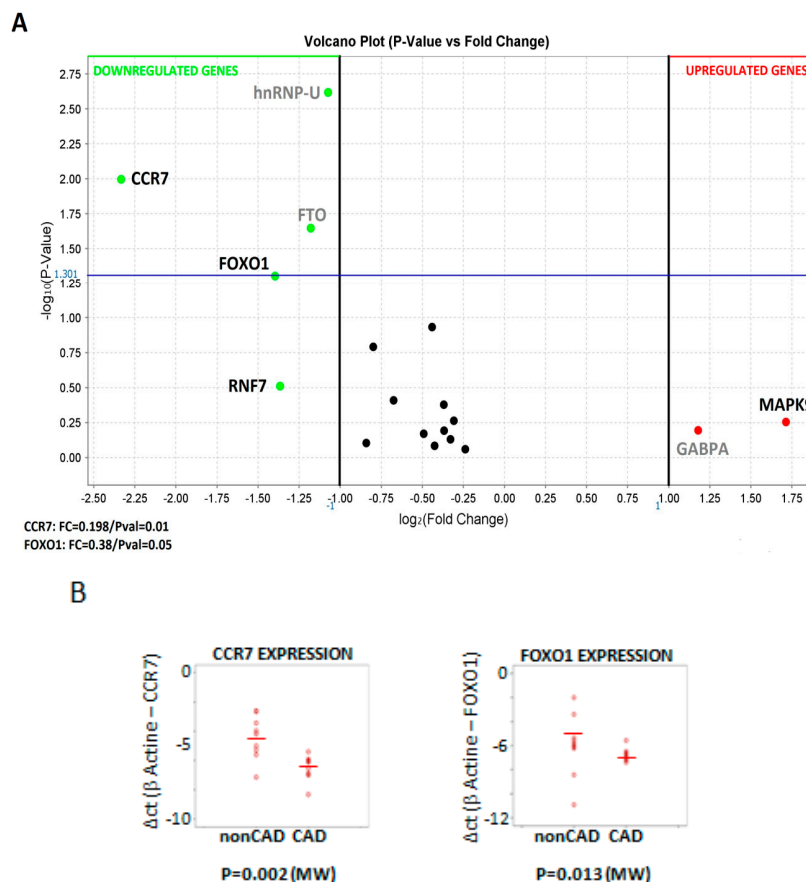 A
Volcano Plot (P-Value vs Fold Change)
DOWNREGULATED GENES
UPREGULATED GENES
hnRNP-U
CCR7
FTO
FOXO1
RNF7
MAPK9
GABPA
-log₁₀(P-Value)
2.75
2.50
2.25
2.00
1.75
1.50
1.301
1.25
1.00
0.75
0.50
0.25
0.00
-2.50 -2.25 -2.00 -1.75 -1.50 -1.25 -1.00 -0.75 -0.50 -0.25 0.00 0.25 0.50 0.75 1.00 1.25 1.50 1.75
-1 1
log₂(Fold Change)
CCR7: FC=0.198/Pval=0.01
FOXO1: FC=0.38/Pval=0.05
B
CCR7 EXPRESSION
Δct (β Actine – CCR7)
0
-5
-10
nonCAD CAD
P=0.002 (MW)
FOXO1 EXPRESSION
Δct (β Actine – FOXO1)
0
-6
-12
nonCAD CAD
P=0.013 (MW)